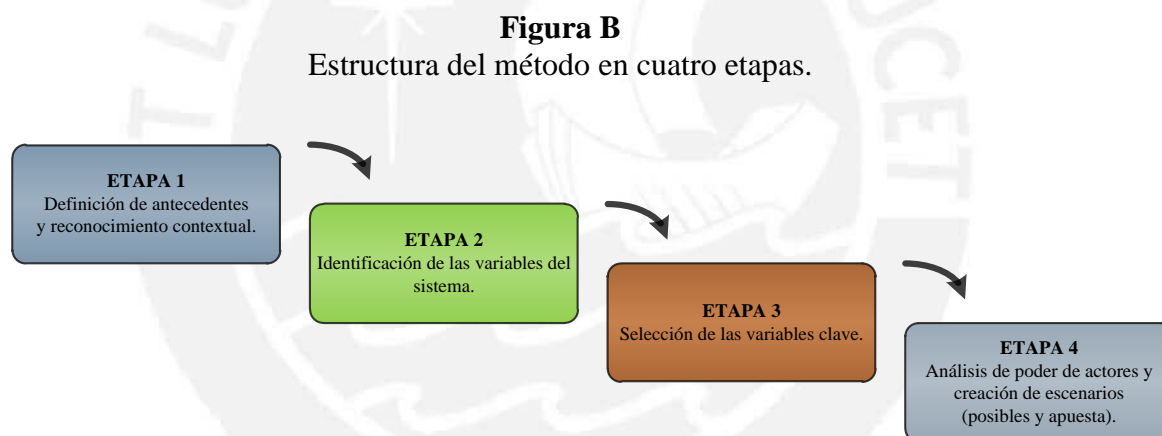 Figura B
Estructura del método en cuatro etapas.
ETAPA 1
Definición de antecedentes
y reconocimiento contextual.
ETAPA 2
Identificación de las variables del
sistema.
ETAPA 3
Selección de las variables clave.
ETAPA 4
Análisis de poder de actores y
creación de escenarios
(posibles y apuesta).